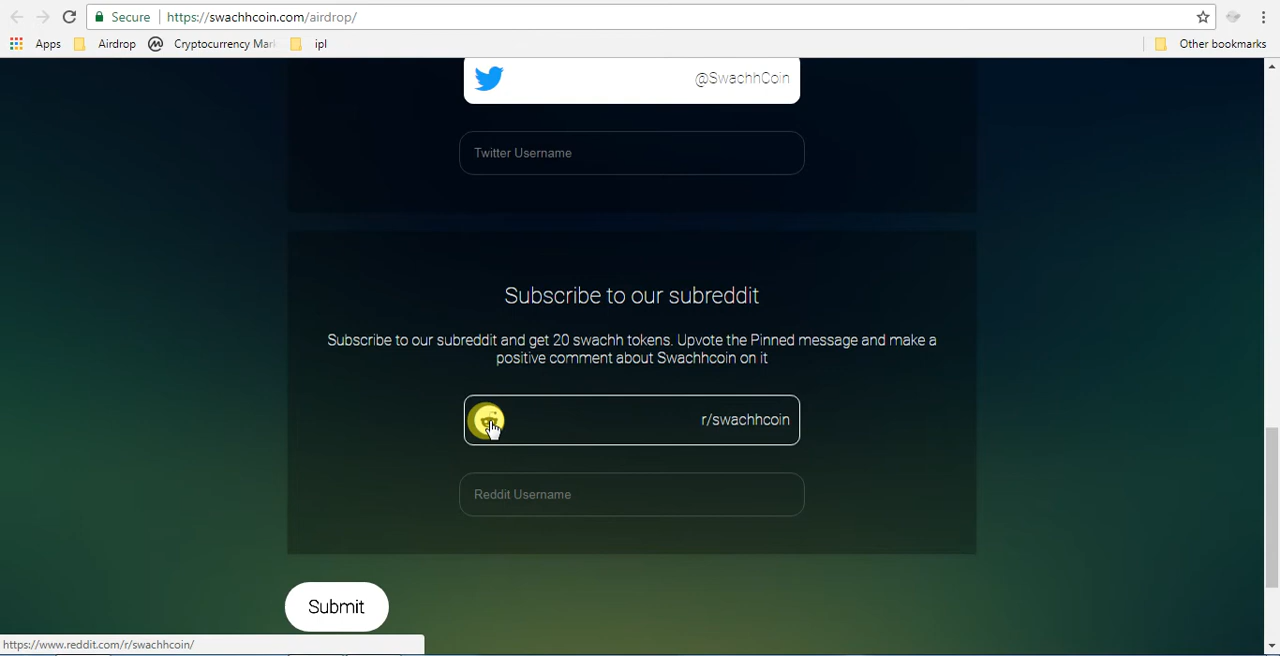 Secure https://swachhcoin.com/airdrop/
Apps Airdrop Cryptocurrency Mar ipl Other bookmarks
@SwachhCoin
Twitter Username
Subscribe to our subreddit
Subscribe to our subreddit and get 20 swachh tokens. Upvote the Pinned message and make a
positive comment about Swachhcoin on it
r/swachhcoin
Reddit Username
Submit
https://www.reddit.com/r/swachhcoin/